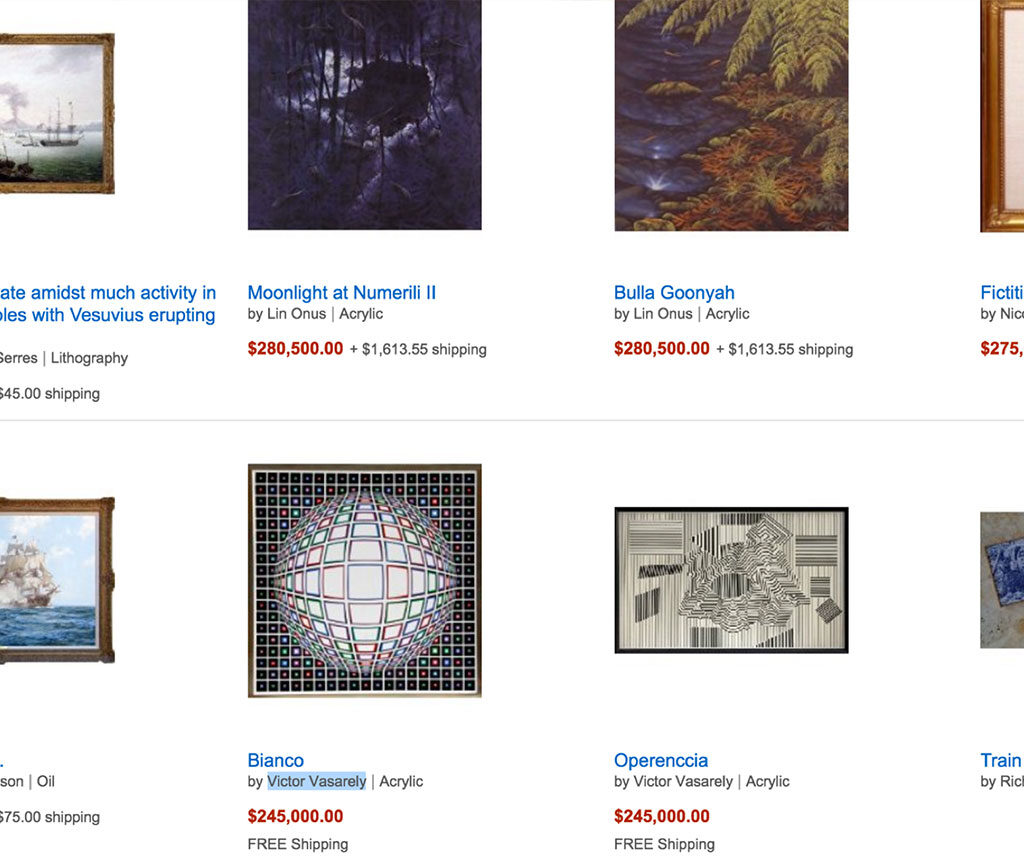 ate amidst much activity in
ples with Vesuvius erupting
Serres | Lithography
$45.00 shipping
Moonlight at Numerili II
by Lin Onus | Acrylic
$280,500.00 + $1,613.55 shipping
Bulla Goonyah
by Lin Onus | Acrylic
$280,500.00 + $1,613.55 shipping
Fictiti
by Nico
$275,
.
son | Oil
$75.00 shipping
Bianco
by Victor Vasarely | Acrylic
$245,000.00
FREE Shipping
Operenccia
by Victor Vasarely | Acrylic
$245,000.00
FREE Shipping
Train
by Rich